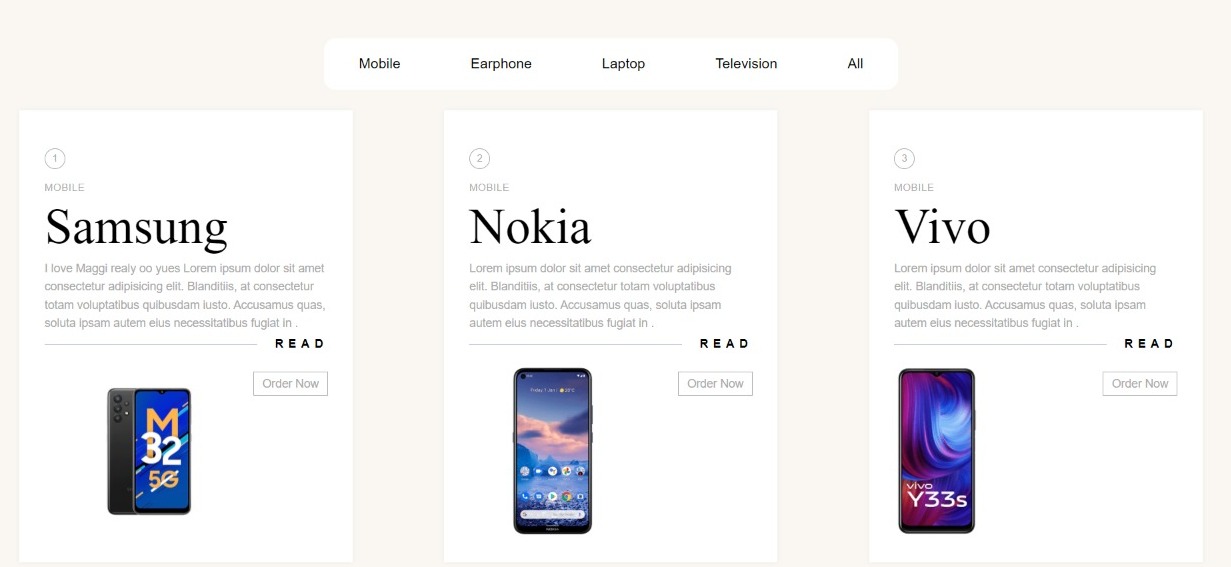 Mobile Earphone Laptop Television All
1
MOBILE
Samsung
I love Maggi realy oo yues Lorem ipsum dolor sit amet
consectetur adipisicing elit. Blanditiis, at consectetur
totam voluptatibus quibusdam iusto. Accusamus quas,
soluta ipsam autem eius necessitatibus fugiat in .
READ
Order Now
M
32
5G
2
MOBILE
Nokia
Lorem ipsum dolor sit amet consectetur adipisicing
elit. Blanditiis, at consectetur totam voluptatibus
quibusdam iusto. Accusamus quas, soluta ipsam
autem eius necessitatibus fugiat in .
READ
Order Now
NOKIA
3
MOBILE
Vivo
Lorem ipsum dolor sit amet consectetur adipisicing
elit. Blanditiis, at consectetur totam voluptatibus
quibusdam iusto. Accusamus quas, soluta ipsam
autem eius necessitatibus fugiat in .
READ
Order Now
vivo
Y33s